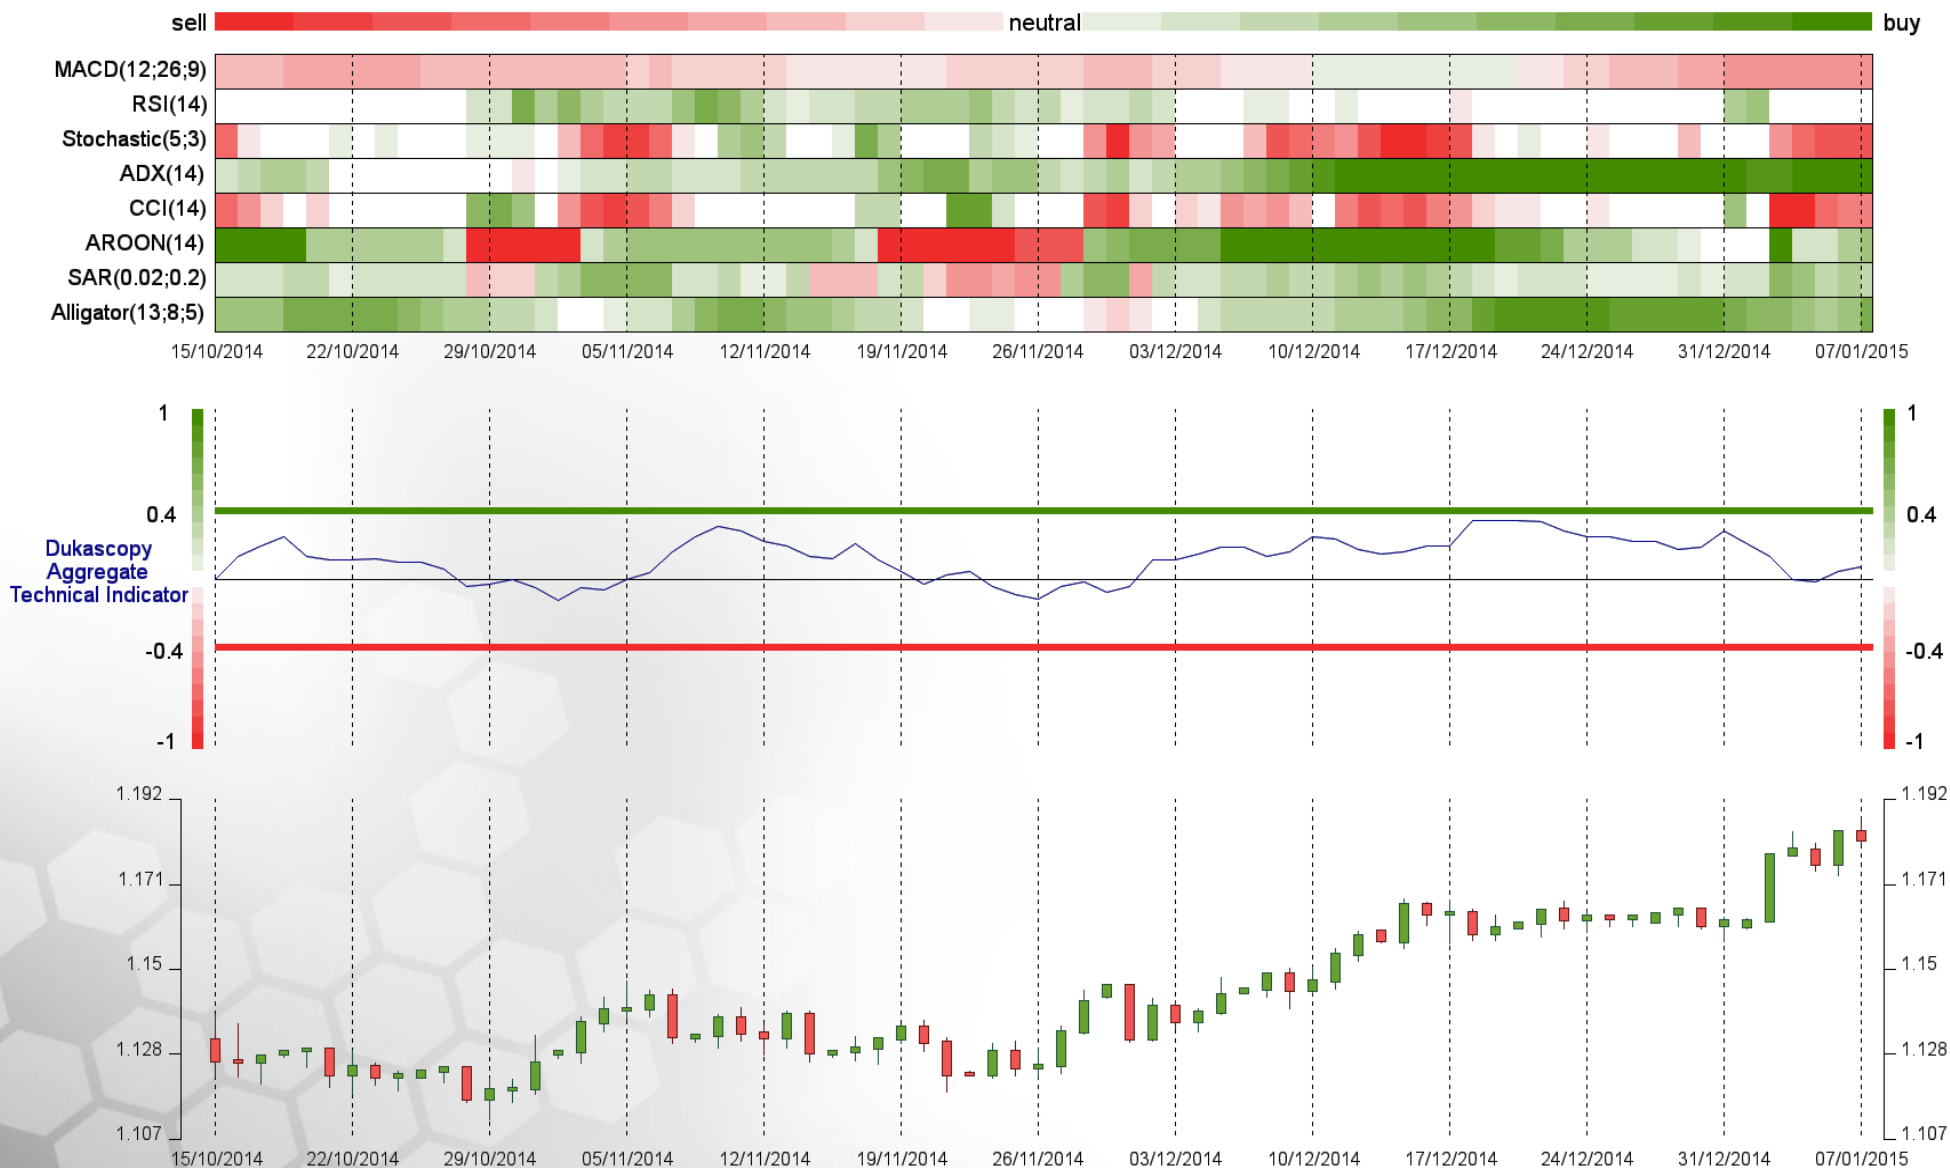 sell neutral buy
MACD(12;26;9)
RSI(14)
Stochastic(5;3)
ADX(14)
CCI(14)
AROON(14)
SAR(0.02;0.2)
Alligator(13;8;5)
15/10/2014 22/10/2014 29/10/2014 05/11/2014 12/11/2014 19/11/2014 26/11/2014 03/12/2014 10/12/2014 17/12/2014 24/12/2014 31/12/2014 07/01/2015
1 1
0.4 0.4
Dukascopy
Aggregate
Technical Indicator
-0.4 -0.4
-1 -1
1.192 1.192
1.171 1.171
1.15 1.15
1.128 1.128
1.107 1.107
15/10/2014 22/10/2014 29/10/2014 05/11/2014 12/11/2014 19/11/2014 26/11/2014 03/12/2014 10/12/2014 17/12/2014 24/12/2014 31/12/2014 07/01/2015